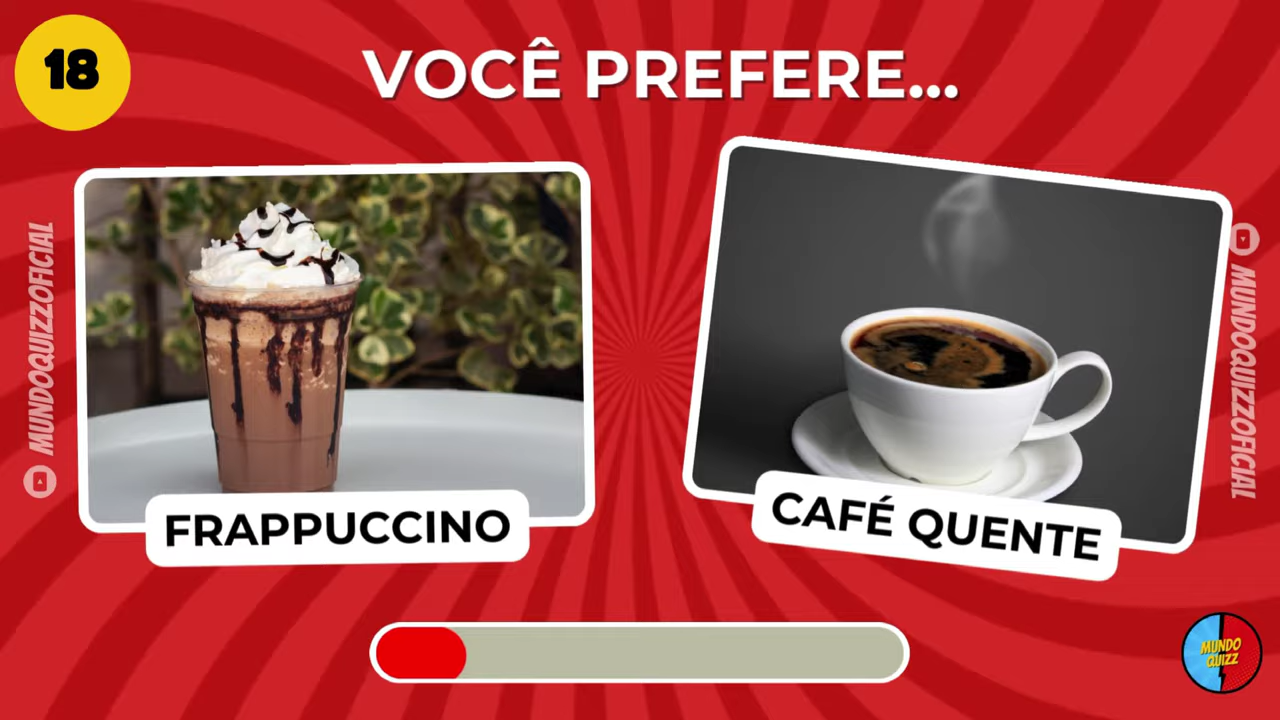 18
VOCÊ PREFERE...
MUNDOQUIZZOFICIAL
MUNDOQUIZZOFICIAL
FRAPPUCCINO
CAFÉ QUENTE
MUNDO
QUIZZ